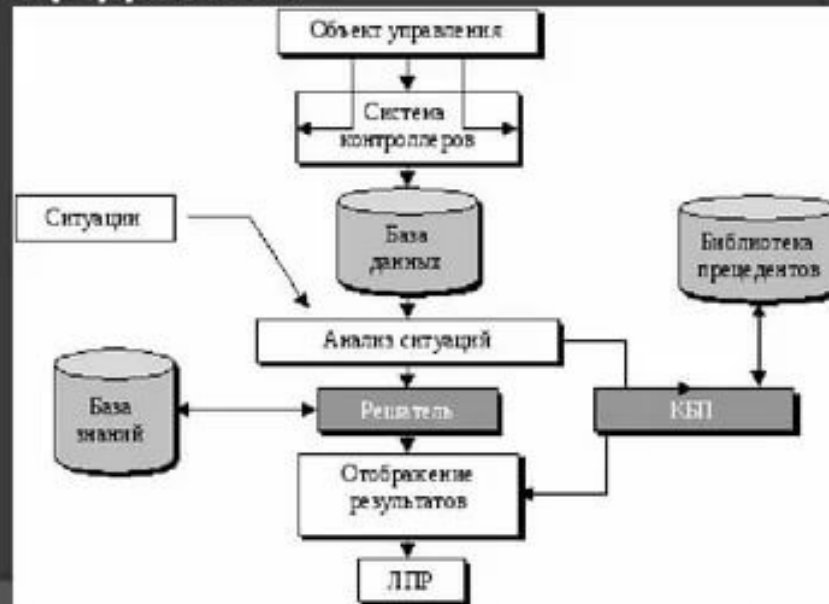 Объект управления
Система
контроллеров
Ситуации
База
данных
Библиотека
прецедентов
Анализ ситуаций
База
знаний
Решатель
КБП
Отображение
результатов
ЛПР